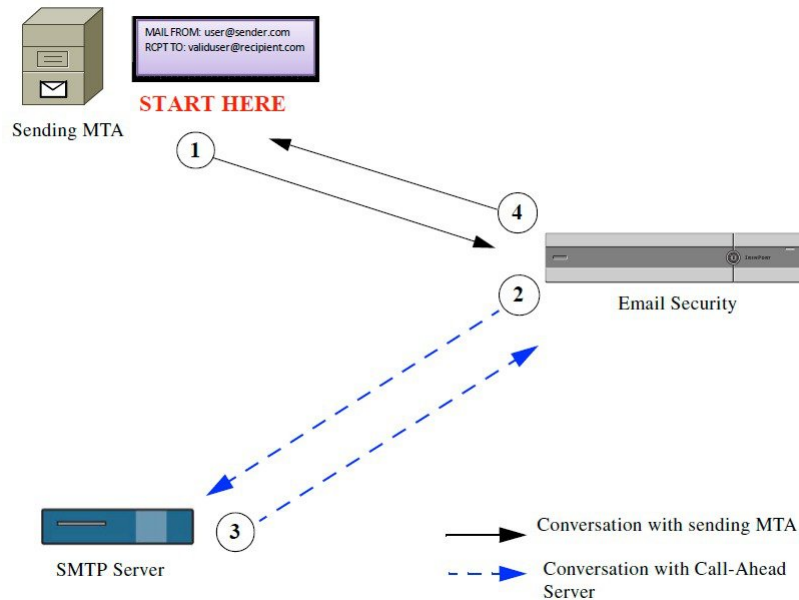 MAIL FROM: user@sender.com
RCPT TO: validuser@recipient.com
START HERE
Sending MTA
1
4
2
IronPort
Email Security
3
SMTP Server
Conversation with sending MTA
Conversation with Call-Ahead
Server